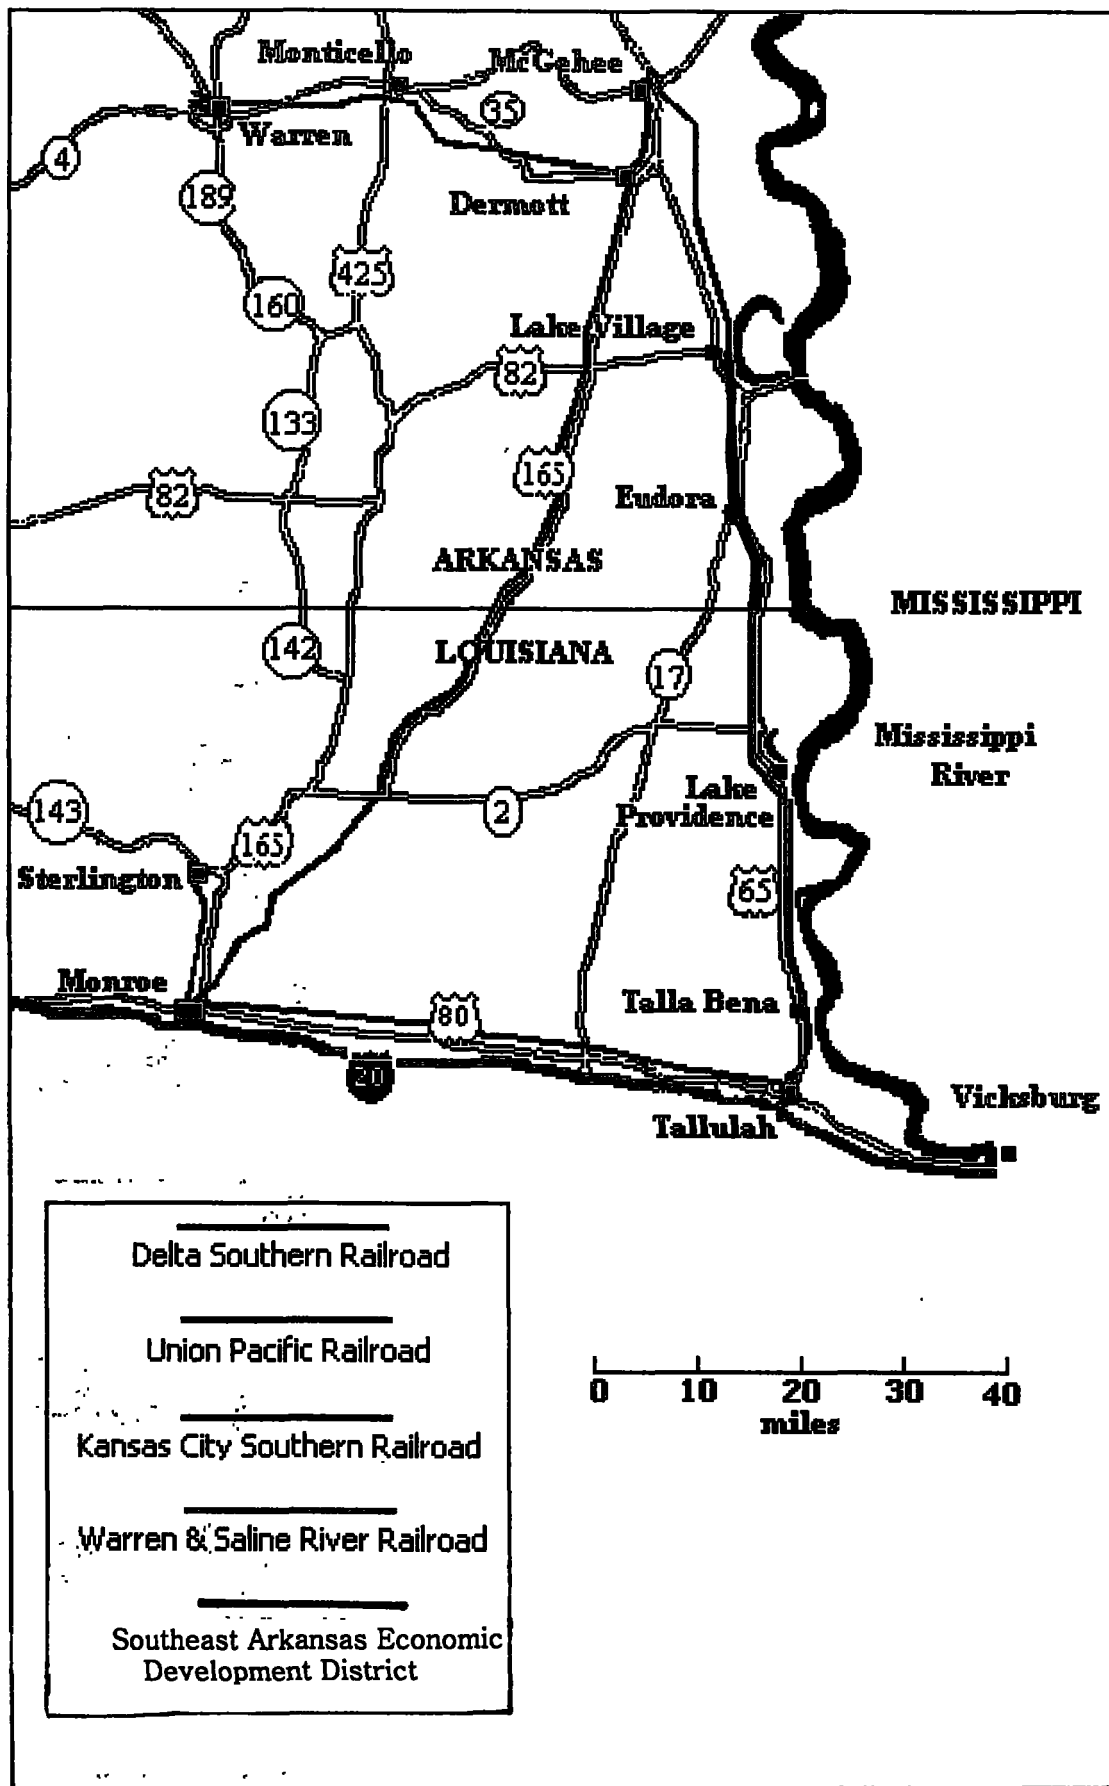 Monticello
McGehee
35
Warren
4
189
Dermott
425
160
Lake Village
82
133
165
82
Eudora
ARKANSAS
MISSISSIPPI
LOUISIANA
142
17
Mississippi
River
Lake
Providence
143
2
165
Sterlington
65
Monroe
Talla Bena
80
20
Vicksburg
Tallulah
Delta Southern Railroad
Union Pacific Railroad
Kansas City Southern Railroad
Warren & Saline River Railroad
Southeast Arkansas Economic
Development District
0 10 20 30 40
miles